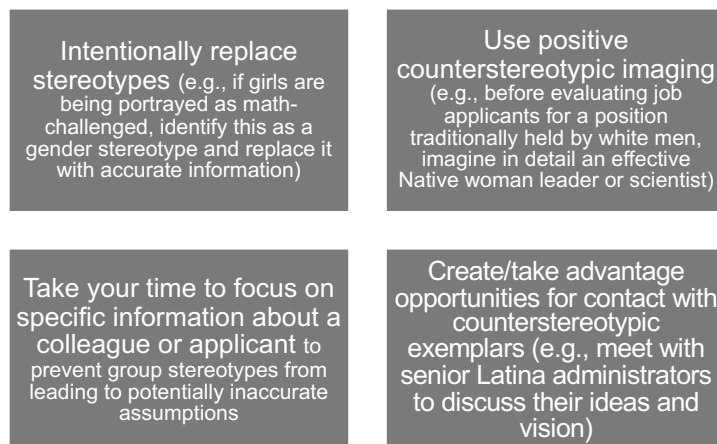 Intentionally replace
stereotypes (e.g., if girls are
being portrayed as math-
challenged, identify this as a
gender stereotype and replace it
with accurate information)
Use positive
counterstereotypic imaging
(e.g., before evaluating job
applicants for a position
traditionally held by white men,
imagine in detail an effective
Native woman leader or scientist)
Take your time to focus on
specific information about a
colleague or applicant to
prevent group stereotypes from
leading to potentially inaccurate
assumptions
Create/take advantage
opportunities for contact with
counterstereotypic
exemplars (e.g., meet with
senior Latina administrators
to discuss their ideas and
vision)